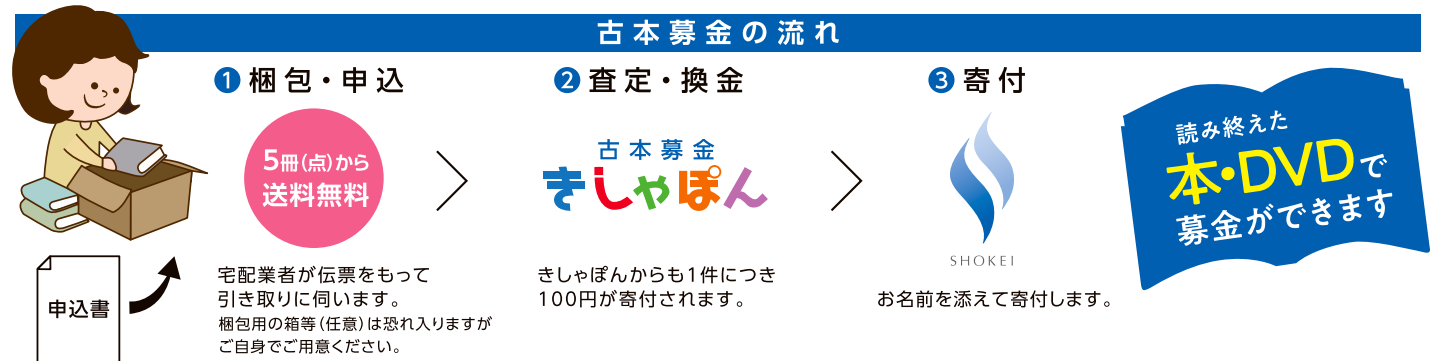 古本募金の流れ
❶ 梱包・申込
5冊(点)から
送料無料
宅配業者が伝票をもって
引き取りに伺います。
梱包用の箱等(任意)は恐れ入りますが
ご自身でご用意ください。
申込書
❷ 査定・換金
古本募金
きしゃぽん
きしゃぽんからも1件につき
100円が寄付されます。
❸ 寄付
SHOKEI
お名前を添えて寄付します。
読み終えた
本・DVDで
募金ができます